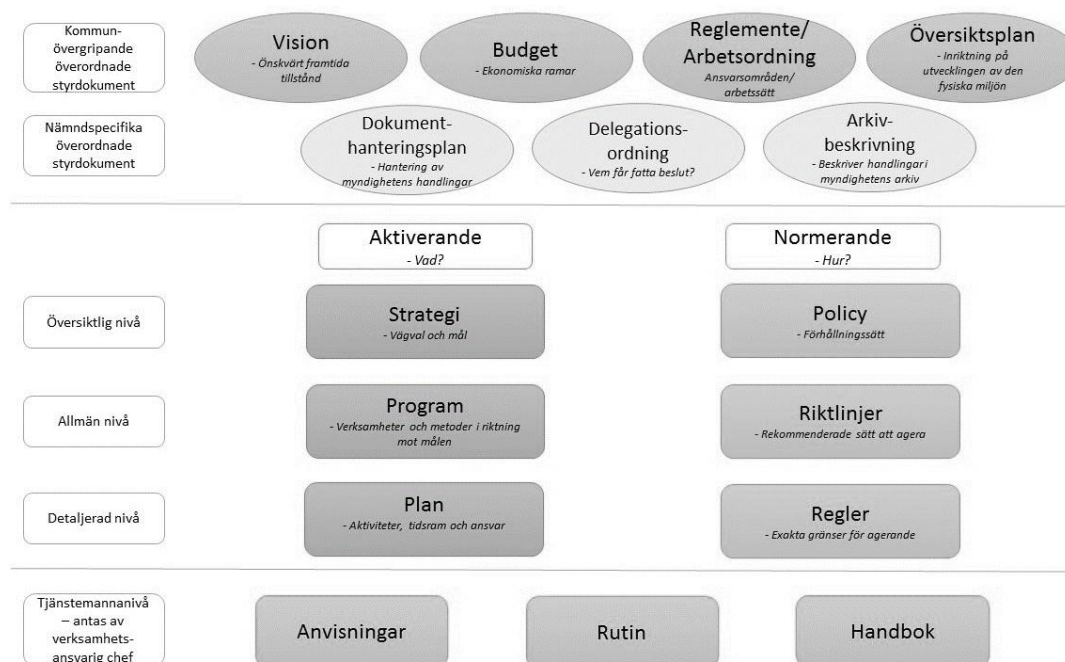 Kommun-
övergripande
överordnade
styrdokument
Vision
- Önskvärt framtida
tillstånd
Budget
- Ekonomiska ramar
Reglemente/
Arbetsordning
Ansvarsområden/
arbetssätt
Översiktsplan
- Inriktning på
utvecklingen av den
fysiska miljön
Nämndspecifika
överordnade
styrdokument
Dokument-
hanteringsplan
- Hantering av
myndighetens handlingar
Delegations-
ordning
- Vem får fatta beslut?
Arkiv-
beskrivning
- Beskriver handlingar i
myndighetens arkiv
Aktiverande
- Vad?
Normerande
- Hur?
Översiktlig nivå
Strategi
- Vägval och mål
Policy
- Förhållningssätt
Allmän nivå
Program
- Verksamheter och metoder i riktning
mot målen
Riktlinjer
- Rekommenderade sätt att agera
Detaljerad nivå
Plan
- Aktiviteter, tidsram och ansvar
Regler
- Exakta gränser för agerande
Tjänstemannanivå
– antas av
verksamhets-
ansvarig chef
Anvisningar
Rutin
Handbok